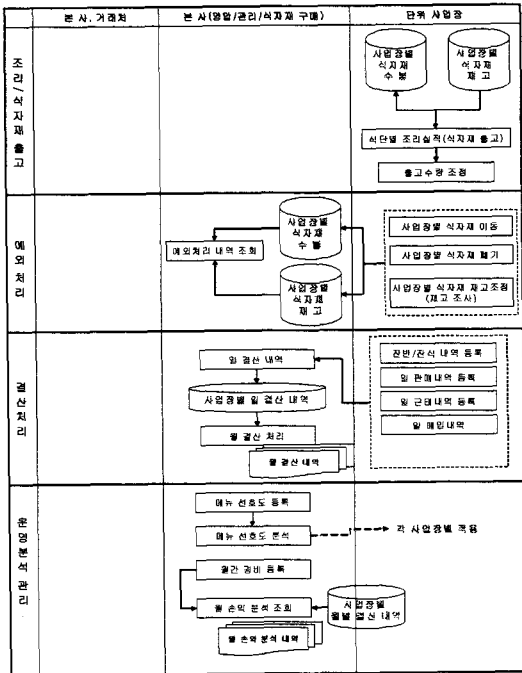 본 사, 거래처
본 사(영업/관리/식자재 구매)
단위 사업장
조리/식자재 출고
사업장별
식자재
수불
사업장별
식자재
재고
식단별 조리실적(식자재 출고)
출고수량 조정
예외처리
사업장별
식자재
수불
예외처리 내역 조회
사업장별
식자재
재고
사업장별 식자재 이동
사업장별 식자재 폐기
사업장별 식자재 재고조정
(재고 조사)
결산처리
일 결산 내역
사업장별 일 결산 내역
월 결산 처리
월 결산 내역
잔반/잔식 내역 등록
일 판매내역 등록
일 근태내역 등록
일 매입내역
운영분석 관리
메뉴 선호도 등록
메뉴 선호도 분석
각 사업장별 적용
월간 경비 등록
월 손익 분석 조회
사업장별
월별 결산 내역
월 손익 분석 내역